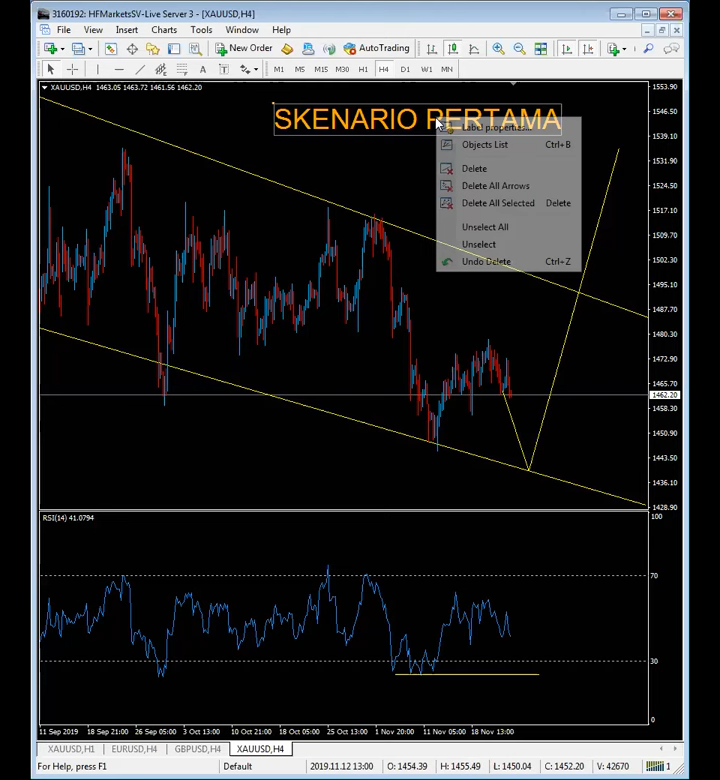 3160192: HFMarketsSV-Live Server 3 - [XAUUSD,H4]
File View Insert Charts Tools Window Help
New Order AutoTrading
A T M1 M5 M15 M30 H1 H4 D1 W1 MN
XAUUSD,H4 1463.05 1463.72 1461.56 1462.20
SKENARIO PERTAMA
Label properties...
Objects List Ctrl+B
Delete
Delete All Arrows
Delete All Selected Delete
Unselect All
Unselect
Undo Delete Ctrl+Z
1553.90
1546.50
1539.10
1531.90
1524.50
1517.10
1509.70
1502.30
1495.10
1487.70
1480.30
1472.90
1465.70
1462.20
1458.30
1450.90
1443.50
1436.10
1428.90
RSI(14) 41.0794
100
70
30
0
11 Sep 2019 18 Sep 21:00 26 Sep 05:00 3 Oct 13:00 10 Oct 21:00 18 Oct 05:00 25 Oct 13:00 1 Nov 20:00 11 Nov 05:00 18 Nov 13:00
XAUUSD,H1 EURUSD,H4 GBPUSD,H4 XAUUSD,H4
For Help, press F1 Default 2019.11.12 13:00 O: 1454.39 H: 1455.49 L: 1450.04 C: 1452.20 V: 42670 1